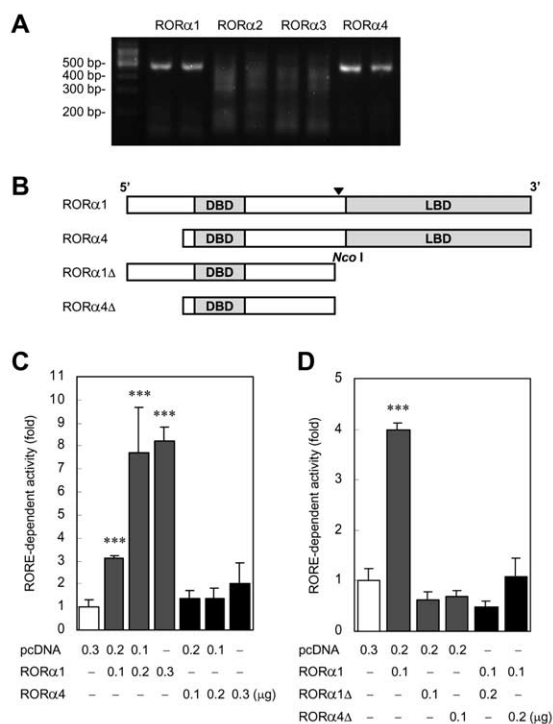 A
RORα1 RORα2 RORα3 RORα4
500 bp-
400 bp-
300 bp-
200 bp-
B
5' 3'
RORα1 DBD LBD
RORα4 DBD LBD
Nco I
RORα1Δ DBD
RORα4Δ DBD
C
RORE-dependent activity (fold)
11
10
9
8
7
6
5
4
3
2
1
0
*** *** ***
pcDNA 0.3 0.2 0.1 – 0.2 0.1 –
RORα1 – 0.1 0.2 0.3 – – –
RORα4 – – – – 0.1 0.2 0.3 (μg)
D
RORE-dependent activity (fold)
5
4
2
1
0
***
pcDNA 0.3 0.2 0.2 0.2 – –
RORα1 – 0.1 – – 0.1 0.1
RORα1Δ – – 0.1 – 0.2 –
RORα4Δ – – – 0.1 – 0.2 (μg)